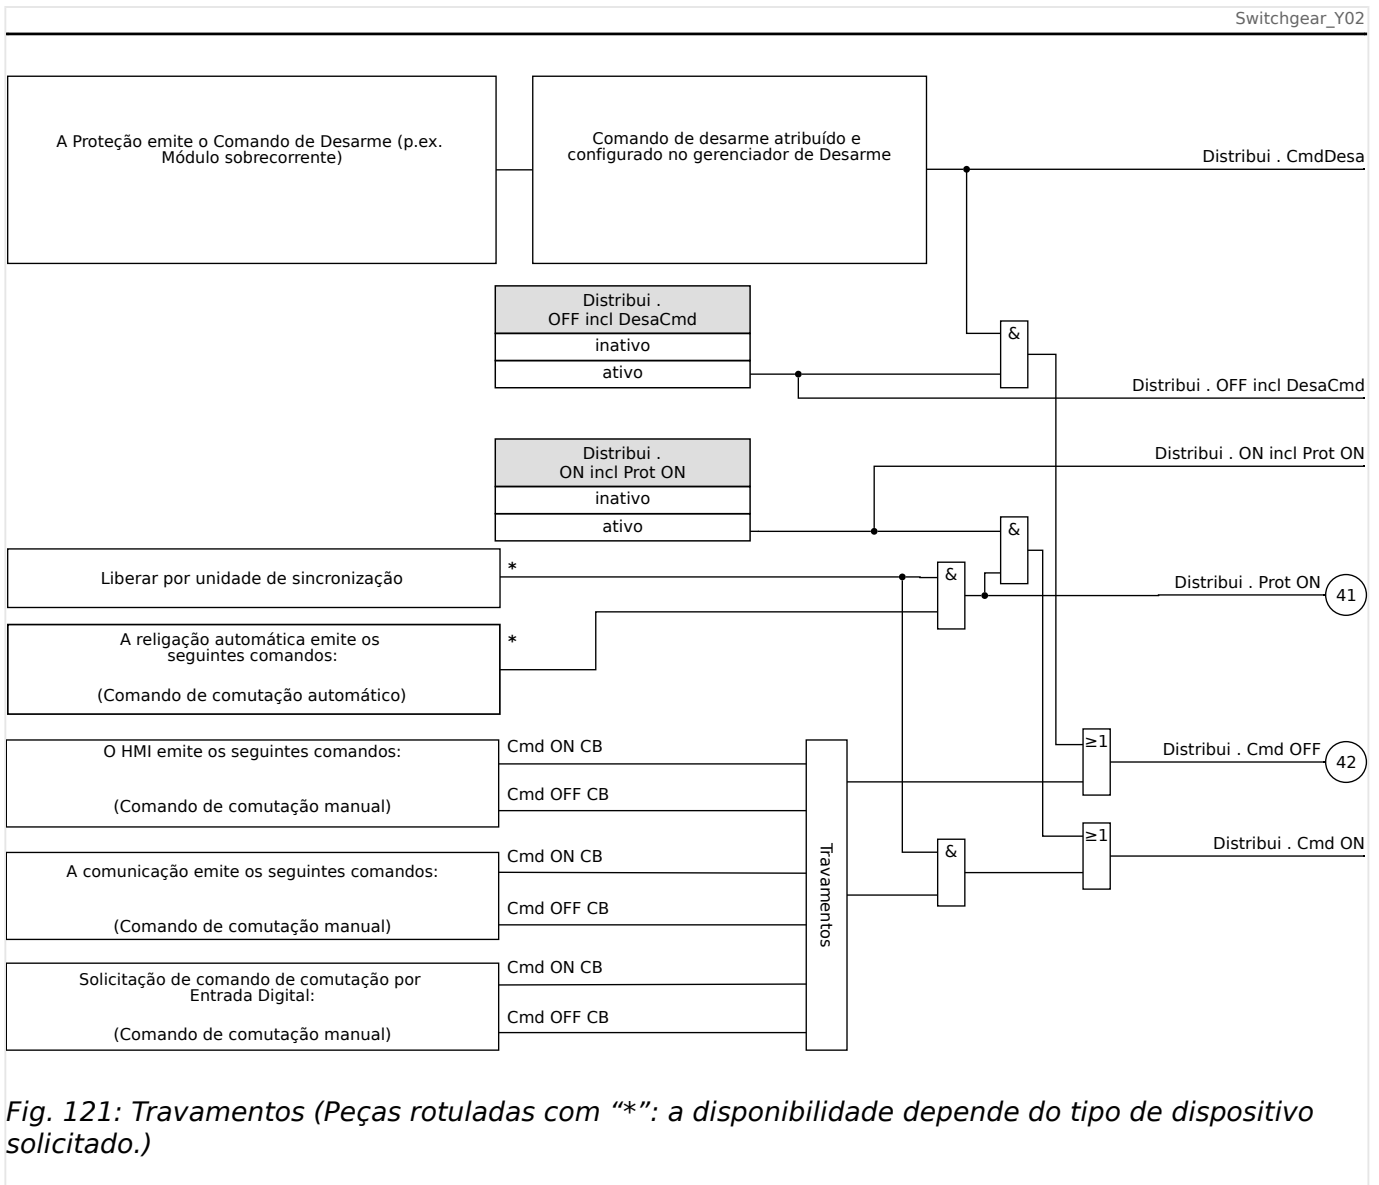 Switchgear_Y02
A Proteção emite o Comando de Desarme (p.ex.
Módulo sobrecorrente)
Comando de desarme atribuído e
configurado no gerenciador de Desarme
Distribui . CmdDesa
Distribui .
OFF incl DesaCmd
inativo
ativo
&
Distribui . OFF incl DesaCmd
Distribui .
ON incl Prot ON
inativo
ativo
Distribui . ON incl Prot ON
&
Liberar por unidade de sincronização
*
&
Distribui . Prot ON
41
A religação automática emite os
seguintes comandos:
(Comando de comutação automático)
*
O HMI emite os seguintes comandos:
(Comando de comutação manual)
Cmd ON CB
Cmd OFF CB
≥1
Distribui . Cmd OFF
42
A comunicação emite os seguintes comandos:
(Comando de comutação manual)
Cmd ON CB
Cmd OFF CB
Travamentos
&
≥1
Distribui . Cmd ON
Solicitação de comando de comutação por
Entrada Digital:
(Comando de comutação manual)
Cmd ON CB
Cmd OFF CB
Fig. 121: Travamentos (Peças rotuladas com “*”: a disponibilidade depende do tipo de dispositivo
solicitado.)